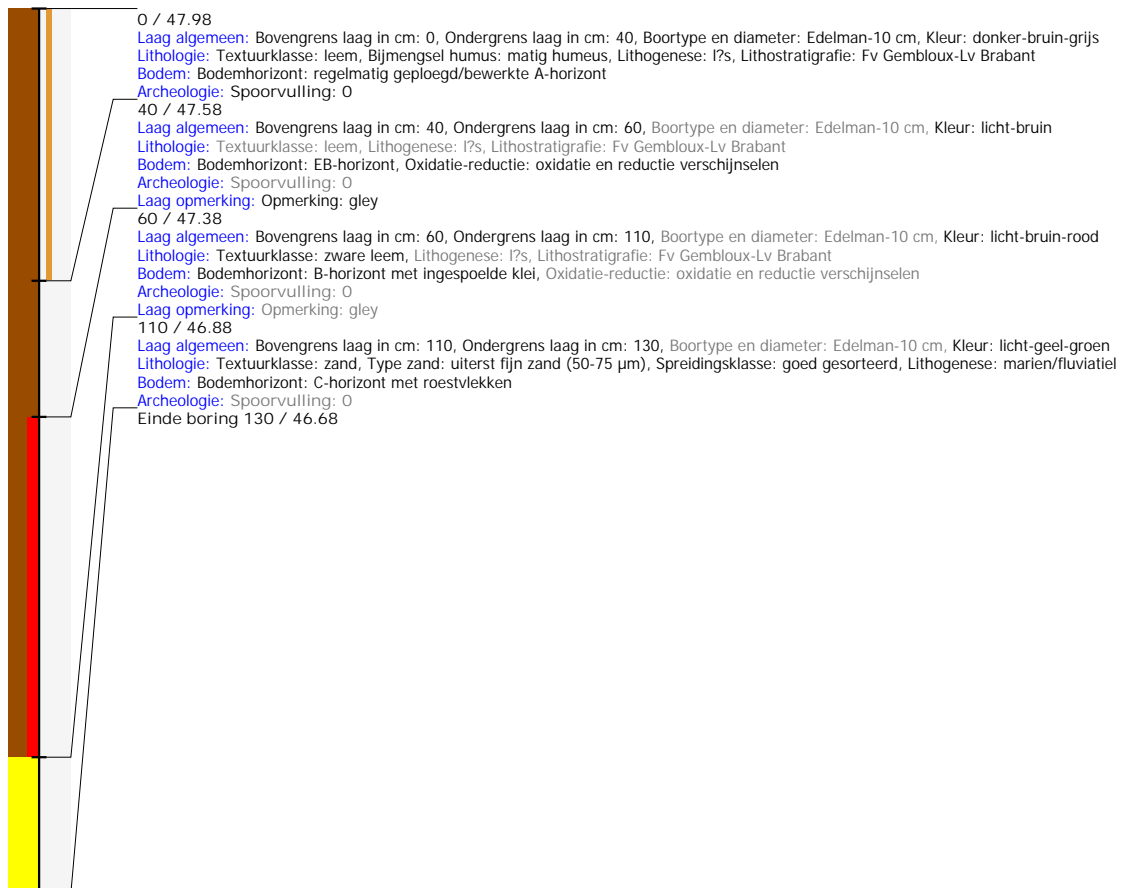 0 / 47.98
Laag algemeen: Bovengrens laag in cm: 0, Ondergrens laag in cm: 40, Boortype en diameter: Edelman-10 cm, Kleur: donker-bruin-grijs
Lithologie: Textuurklasse: leem, Bijmengsel humus: matig humeus, Lithogenese: l?s, Lithostratigrafie: Fv Gembloux-Lv Brabant
Bodem: Bodemhorizont: regelmatig geploegd/bewerkte A-horizont
Archeologie: Spoorvulling: 0
40 / 47.58
Laag algemeen: Bovengrens laag in cm: 40, Ondergrens laag in cm: 60, Boortype en diameter: Edelman-10 cm, Kleur: licht-bruin
Lithologie: Textuurklasse: leem, Lithogenese: l?s, Lithostratigrafie: Fv Gembloux-Lv Brabant
Bodem: Bodemhorizont: EB-horizont, Oxidatie-reductie: oxidatie en reductie verschijnselen
Archeologie: Spoorvulling: 0
Laag opmerking: Opmerking: gley
60 / 47.38
Laag algemeen: Bovengrens laag in cm: 60, Ondergrens laag in cm: 110, Boortype en diameter: Edelman-10 cm, Kleur: licht-bruin-rood
Lithologie: Textuurklasse: zware leem, Lithogenese: l?s, Lithostratigrafie: Fv Gembloux-Lv Brabant
Bodem: Bodemhorizont: B-horizont met ingespoelde klei, Oxidatie-reductie: oxidatie en reductie verschijnselen
Archeologie: Spoorvulling: 0
Laag opmerking: Opmerking: gley
110 / 46.88
Laag algemeen: Bovengrens laag in cm: 110, Ondergrens laag in cm: 130, Boortype en diameter: Edelman-10 cm, Kleur: licht-geel-groen
Lithologie: Textuurklasse: zand, Type zand: uiterst fijn zand (50-75 µm), Spreidingsklasse: goed gesorteerd, Lithogenese: marien/fluviatiel
Bodem: Bodemhorizont: C-horizont met roestvlekken
Archeologie: Spoorvulling: 0
Einde boring 130 / 46.68